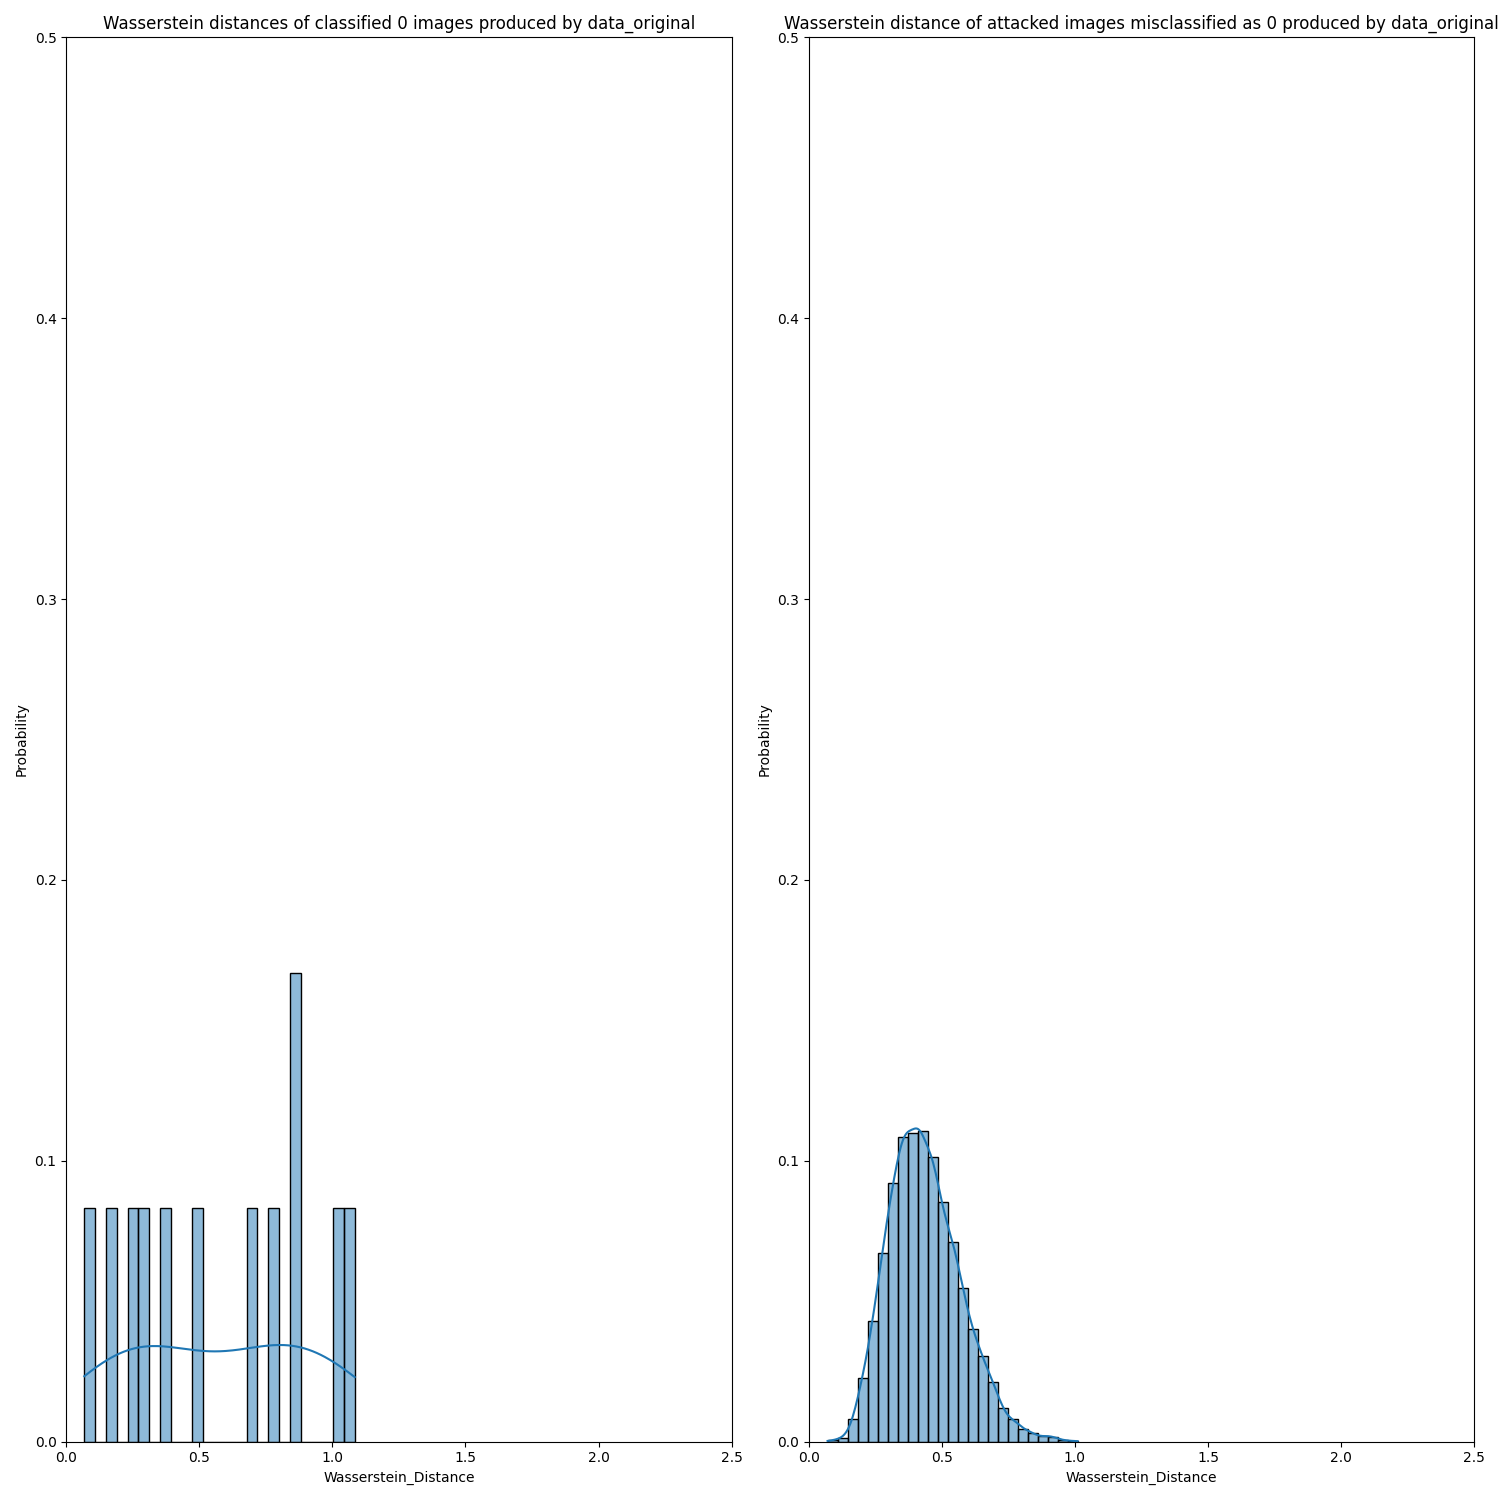 Wasserstein distances of classified 0 images produced by data_original
0.5
0.4
0.3
0.2
0.1
0.0
Probability
0.0 0.5 1.0 1.5 2.0 2.5
Wasserstein_Distance
Wasserstein distance of attacked images misclassified as 0 produced by data_original
0.5
0.4
0.3
0.2
0.1
0.0
Probability
0.0 0.5 1.0 1.5 2.0 2.5
Wasserstein_Distance